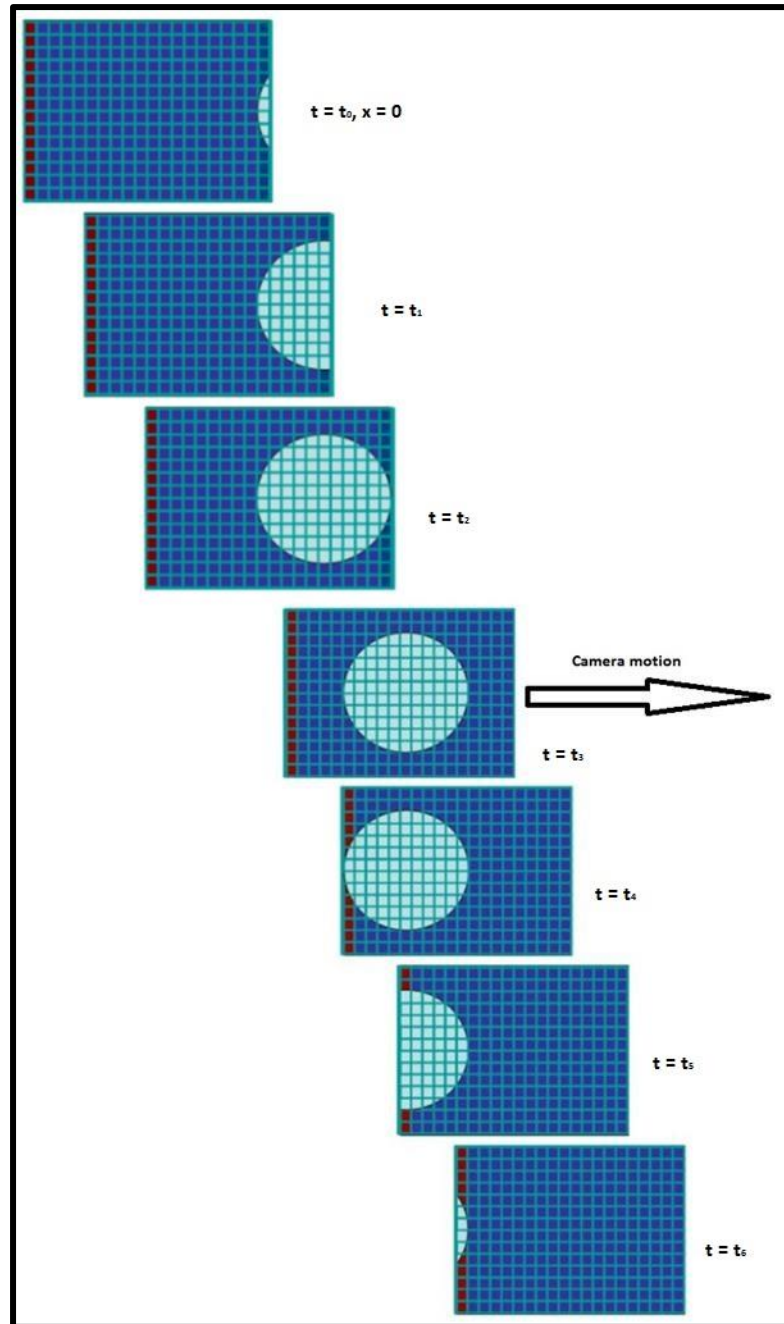 t = t₀, x = 0
t = t₁
t = t₂
Camera motion
t = t₃
t = t₄
t = t₅
t = t₆